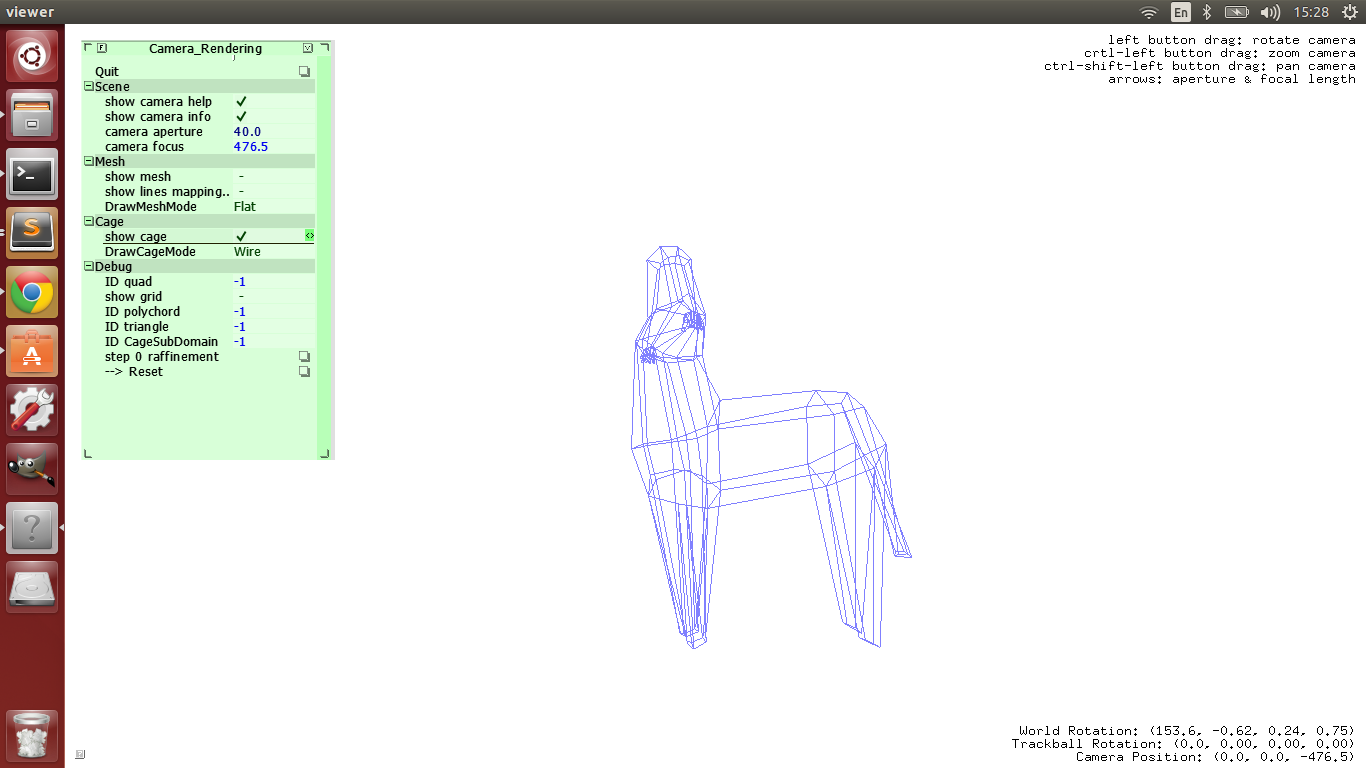 viewer
En
15:28
Camera_Rendering
Quit
Scene
show camera help
show camera info
camera aperture 40.0
camera focus 476.5
Mesh
show mesh -
show lines mapping.. -
DrawMeshMode Flat
Cage
show cage
DrawCageMode Wire
Debug
ID quad -1
show grid -
ID polychord -1
ID triangle -1
ID CageSubDomain -1
step 0 raffinement
--> Reset
left button drag: rotate camera
crtl-left button drag: zoom camera
ctrl-shift-left button drag: pan camera
arrows: aperture & focal length
World Rotation: (153.6, -0.62, 0.24, 0.75)
Trackball Rotation: (0.0, 0.00, 0.00, 0.00)
Camera Position: (0.0, 0.0, -476.5)